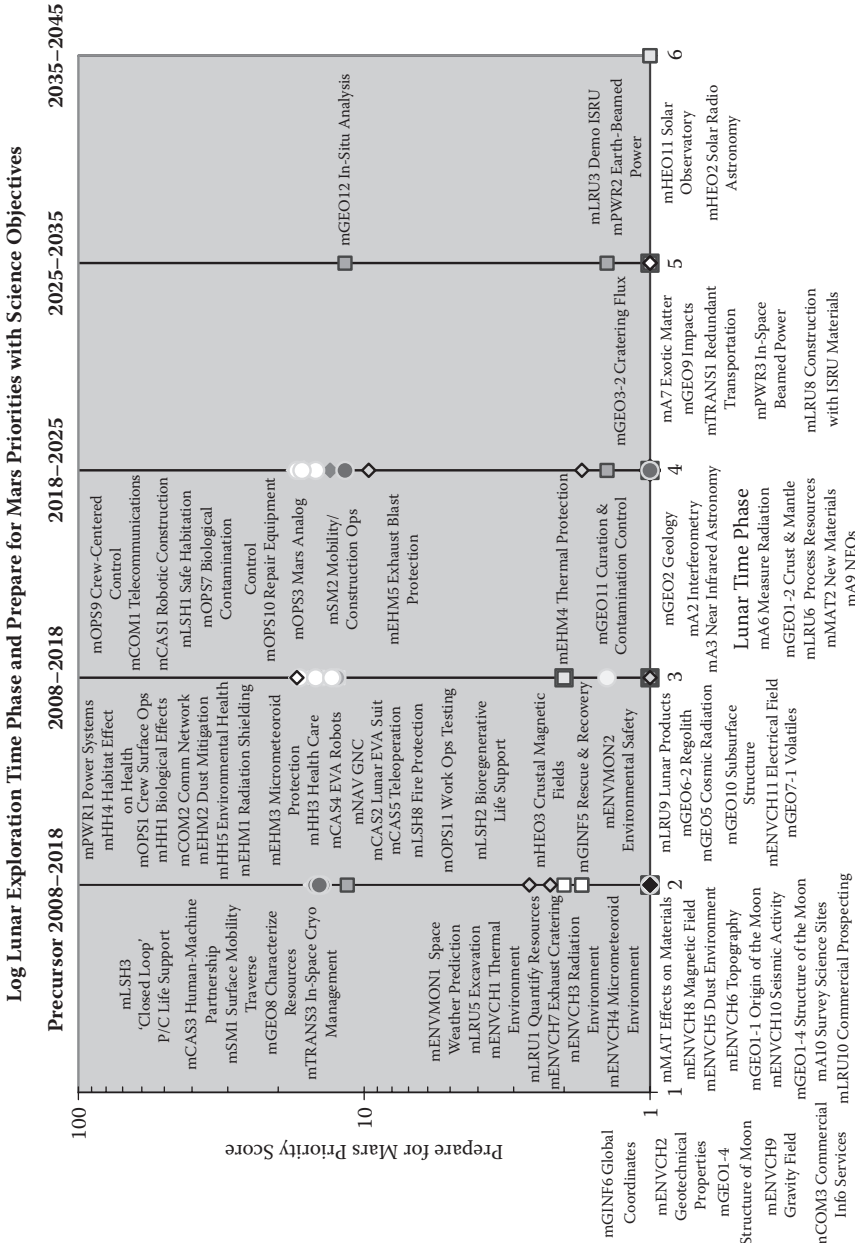 Log Lunar Exploration Time Phase and Prepare for Mars Priorities with Science Objectives
Precursor 2008–2018
2008–2018
2018–2025
2025–2035
2035–2045
Prepare for Mars Priority Score
100
10
1
mLSH3
‘Closed Loop’
P/C Life Support
mCAS3 Human-Machine
Partnership
mSM1 Surface Mobility
Traverse
mGEO8 Characterize
Resources
mTRANS3 In-Space Cryo
Management
mENVMON1 Space
Weather Prediction
mLRU5 Excavation
mENVCH1 Thermal
Environment
mLRU1 Quantify Resources
mENVCH7 Exhaust Cratering
mENVCH3 Radiation
Environment
mENVCH4 Micrometeoroid
Environment
mPWR1 Power Systems
mHH4 Habitat Effect
on Health
mOPS1 Crew Surface Ops
mHH1 Biological Effects
mCOM2 Comm Network
mEHM2 Dust Mitigation
mHH5 Environmental Health
mEHM1 Radiation Shielding
mEHM3 Micrometeoroid
Protection
mHH3 Health Care
mCAS4 EVA Robots
mNAV GNC
mCAS2 Lunar EVA Suit
mCAS5 Teleoperation
mLSH8 Fire Protection
mOPS11 Work Ops Testing
mLSH2 Bioregenerative
Life Support
mHEO3 Crustal Magnetic
Fields
mGINF5 Rescue & Recovery
mENVMON2
Environmental Safety
mOPS9 Crew-Centered
Control
mCOM1 Telecommunications
mCAS1 Robotic Construction
mLSH1 Safe Habitation
mOPS7 Biological
Contamination
Control
mOPS10 Repair Equipment
mOPS3 Mars Analog
mSM2 Mobility/
Construction Ops
mEHM5 Exhaust Blast
Protection
mEHM4 Thermal Protection
mGEO11 Curation &
Contamination Control
mGEO3-2 Cratering Flux
mGEO12 In-Situ Analysis
mLRU3 Demo ISRU
mPWR2 Earth-Beamed
Power
1
2
3
4
5
6
mGINF6 Global
Coordinates
mENVCH2
Geotechnical
Properties
mGEO1-4
Structure of Moon
mENVCH9
Gravity Field
mCOM3 Commercial
Info Services
mMAT Effects on Materials
mENVCH8 Magnetic Field
mENVCH5 Dust Environment
mENVCH6 Topography
mGEO1-1 Origin of the Moon
mENVCH10 Seismic Activity
mGEO1-4 Structure of the Moon
mA10 Survey Science Sites
mLRU10 Commercial Prospecting
mLRU9 Lunar Products
mGEO6-2 Regolith
mGEO5 Cosmic Radiation
mGEO10 Subsurface
Structure
mENVCH11 Electrical Field
mGEO7-1 Volatiles
mGEO2 Geology
mA2 Interferometry
mA3 Near Infrared Astronomy
Lunar Time Phase
mA6 Measure Radiation
mGEO1-2 Crust & Mantle
mLRU6 Process Resources
mMAT2 New Materials
mA9 NEOs
mA7 Exotic Matter
mGEO9 Impacts
mTRANS1 Redundant
Transportation
mPWR3 In-Space
Beamed Power
mLRU8 Construction
with ISRU Materials
mHEO11 Solar
Observatory
mHEO2 Solar Radio
Astronomy